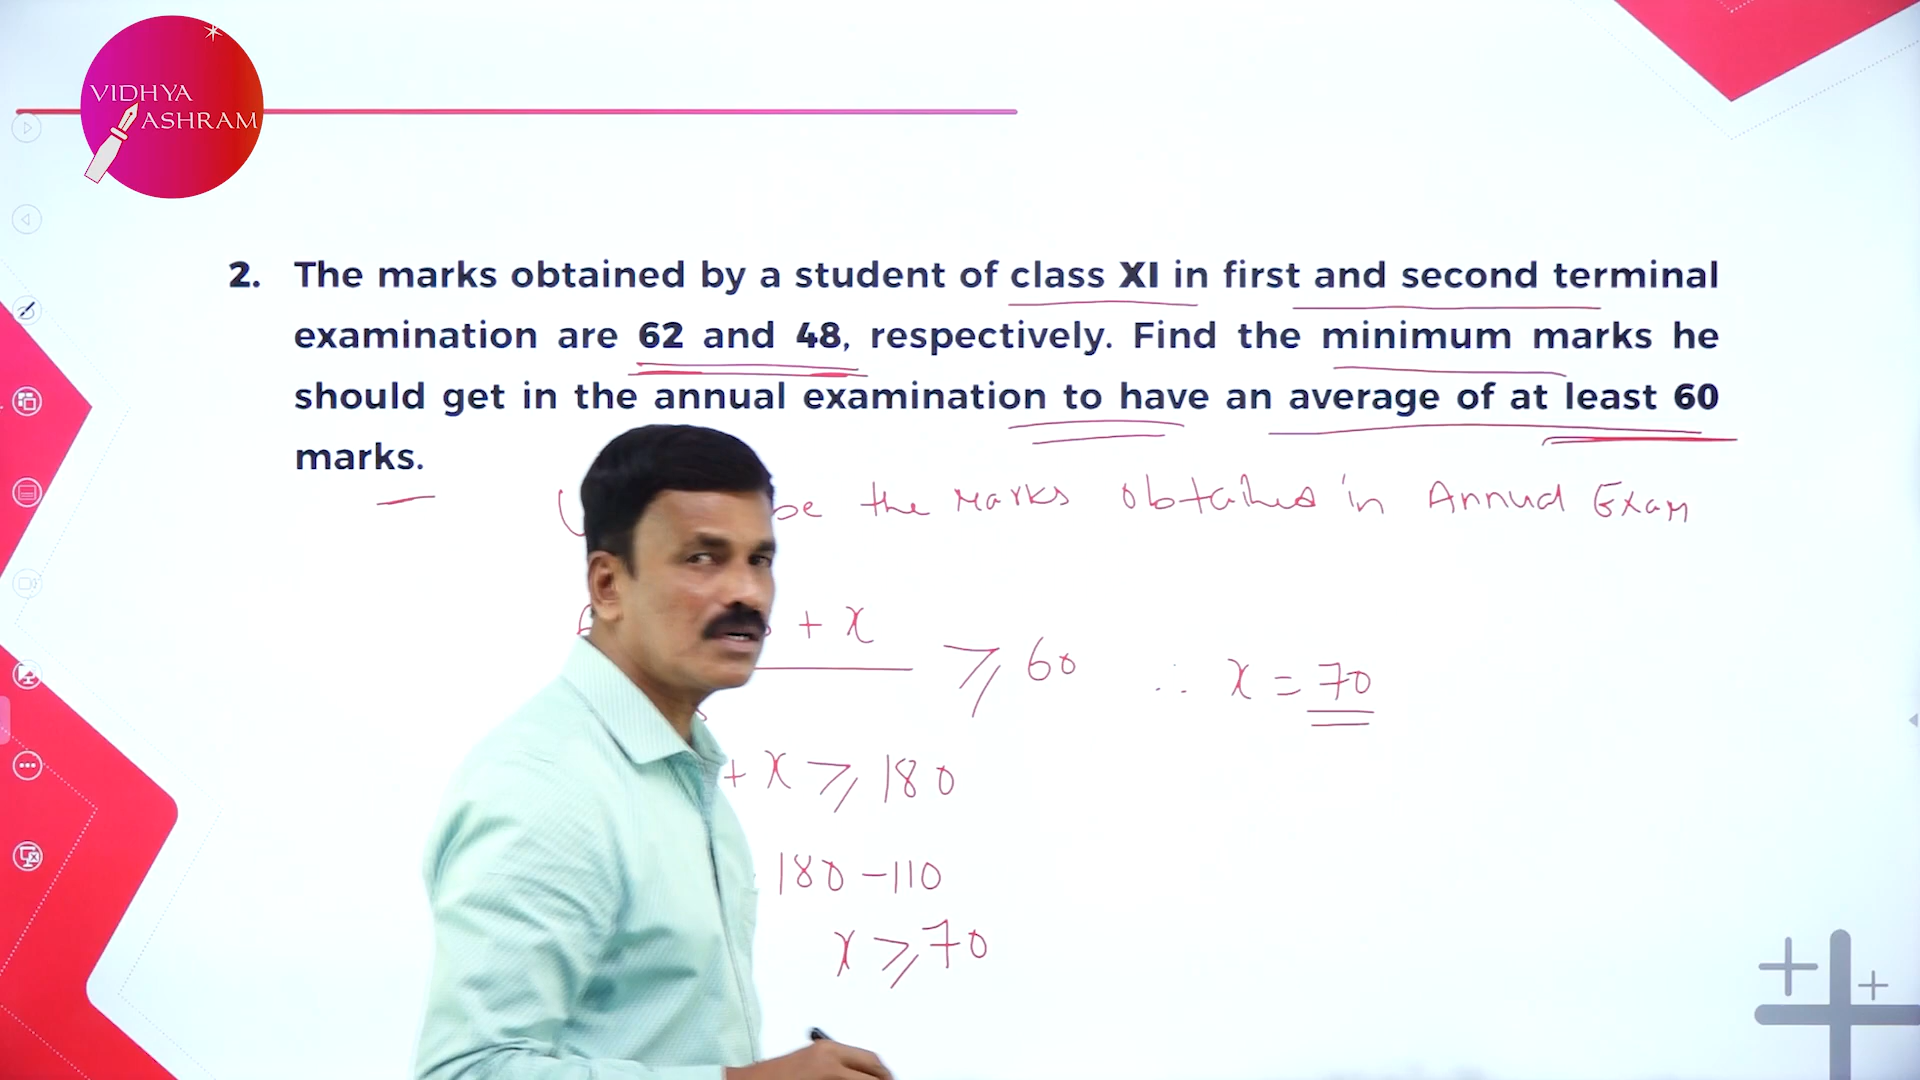 VIDHYA
ASHRAM
2. The marks obtained by a student of class XI in first and second terminal
examination are 62 and 48, respectively. Find the minimum marks he
should get in the annual examination to have an average of at least 60
marks.
be the Marks Obtained in Annual Exam
+ x
⩾ 60
∴ x = 70
+ x ⩾ 180
180 - 110
x ⩾ 70